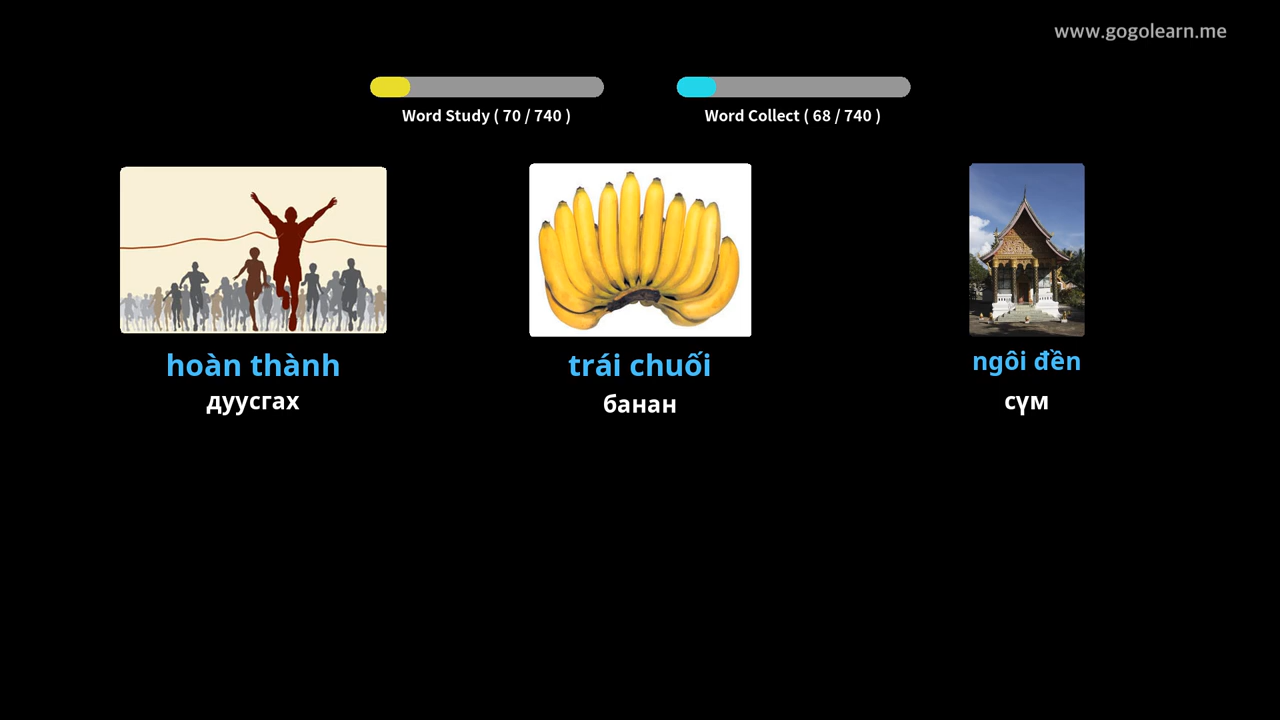 www.gogolearn.me
Word Study ( 70 / 740 )
Word Collect ( 68 / 740 )
hoàn thành
дуусгах
trái chuối
банан
ngôi đền
сүм